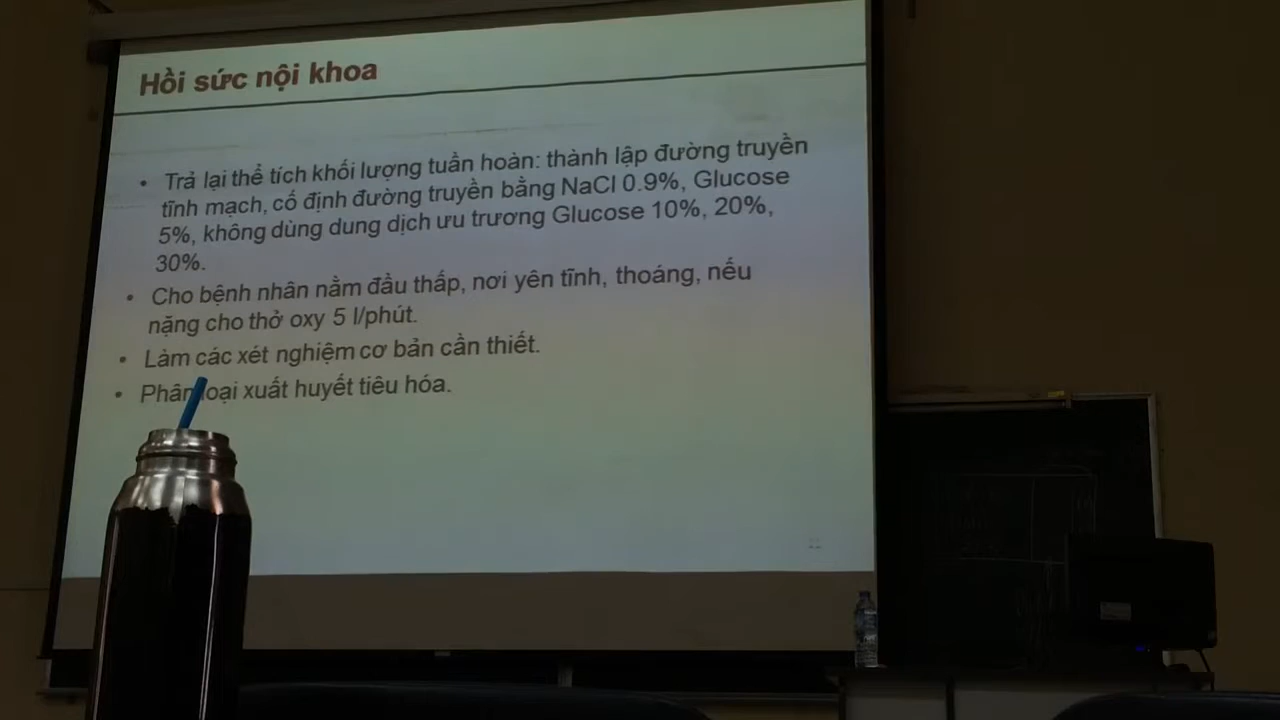 Hồi sức nội khoa
• Trả lại thể tích khối lượng tuần hoàn: thành lập đường truyền
tĩnh mạch, cố định đường truyền bằng NaCl 0.9%, Glucose
5%, không dùng dung dịch ưu trương Glucose 10%, 20%,
30%.
• Cho bệnh nhân nằm đầu thấp, nơi yên tĩnh, thoáng, nếu
nặng cho thở oxy 5 l/phút.
• Làm các xét nghiệm cơ bản cần thiết.
• Phân loại xuất huyết tiêu hóa.